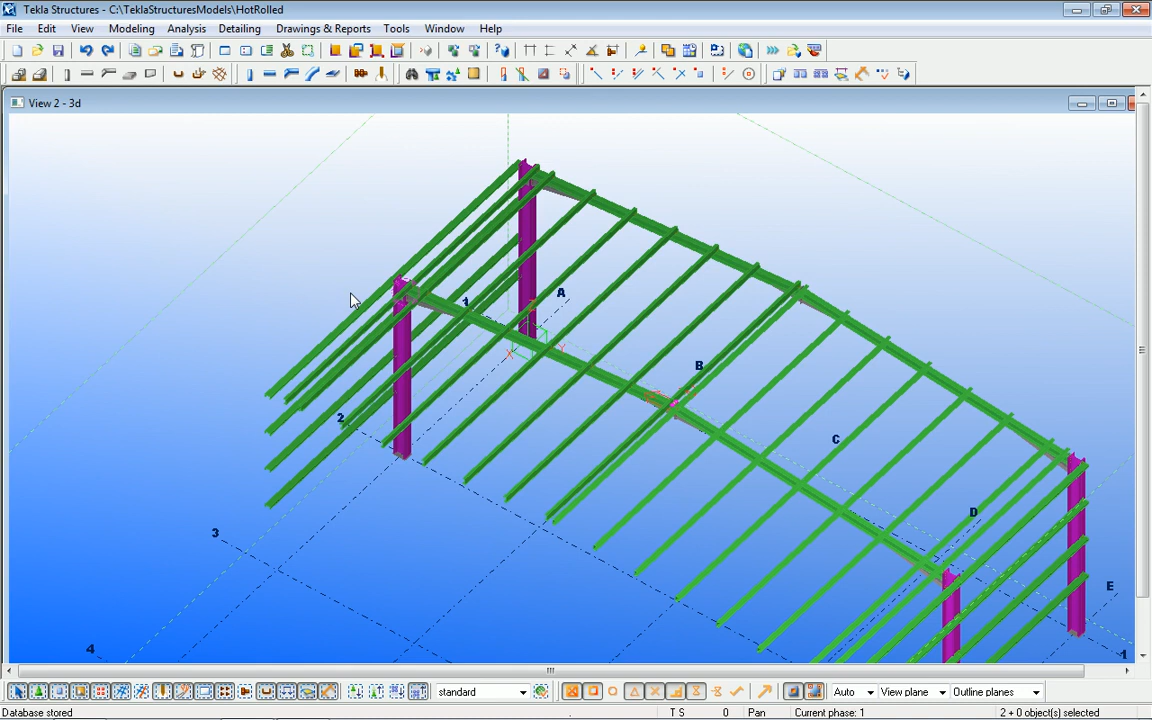 Tekla Structures - C:\TeklaStructuresModels\HotRolled
File Edit View Modeling Analysis Detailing Drawings & Reports Tools Window Help
View 2 - 3d
A
1
X
Y
B
2
C
D
3
E
4
1
standard
Auto
View plane
Outline planes
Database stored
.
T S
0
Pan
Current phase: 1
2 + 0 object(s) selected